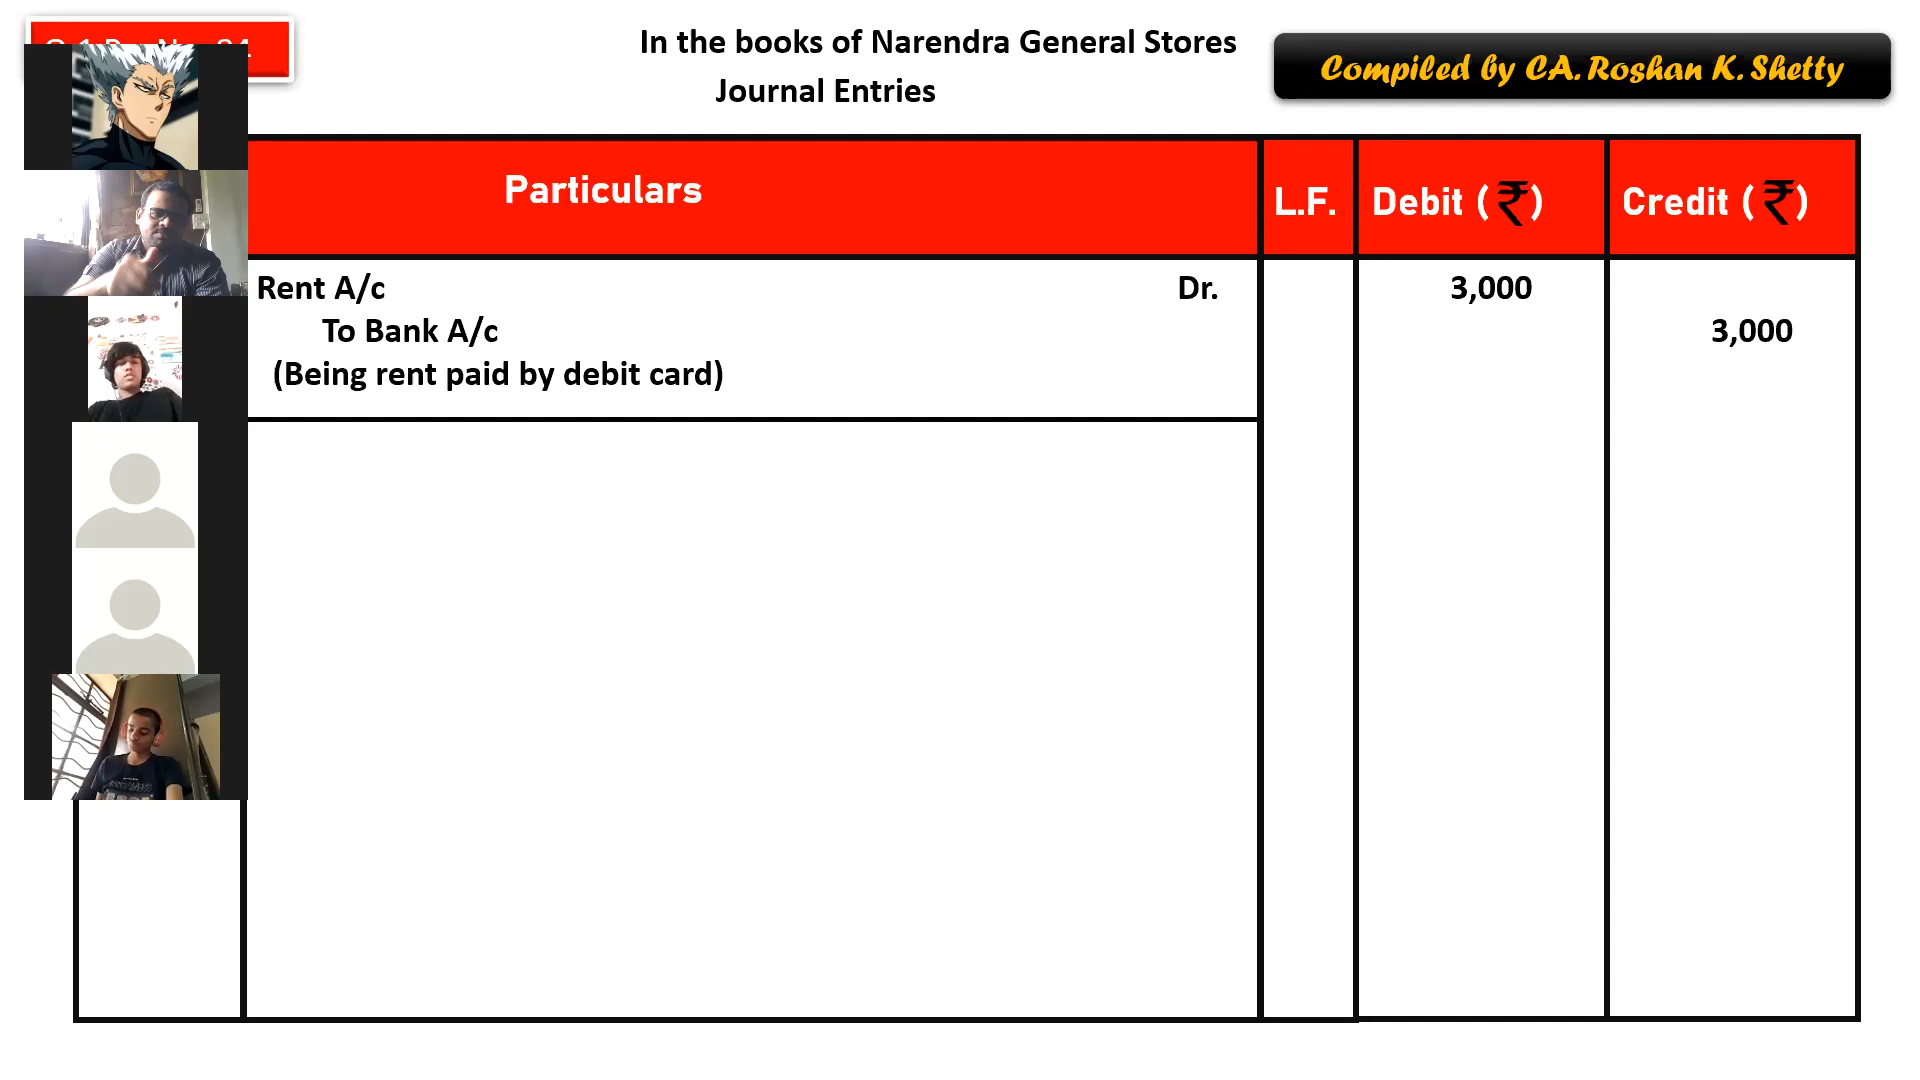 In the books of Narendra General Stores
Journal Entries
Compiled by CA. Roshan K. Shetty
Particulars L.F. Debit (₹) Credit (₹)
Rent A/c Dr. 3,000
To Bank A/c 3,000
(Being rent paid by debit card)